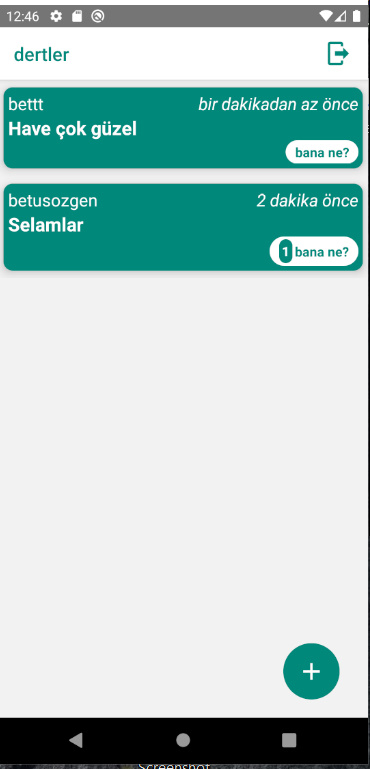 12:46
dertler
bettt bir dakikadan az önce
Have çok güzel
bana ne?
betusozgen 2 dakika önce
Selamlar
1 bana ne?
+
Screenshot